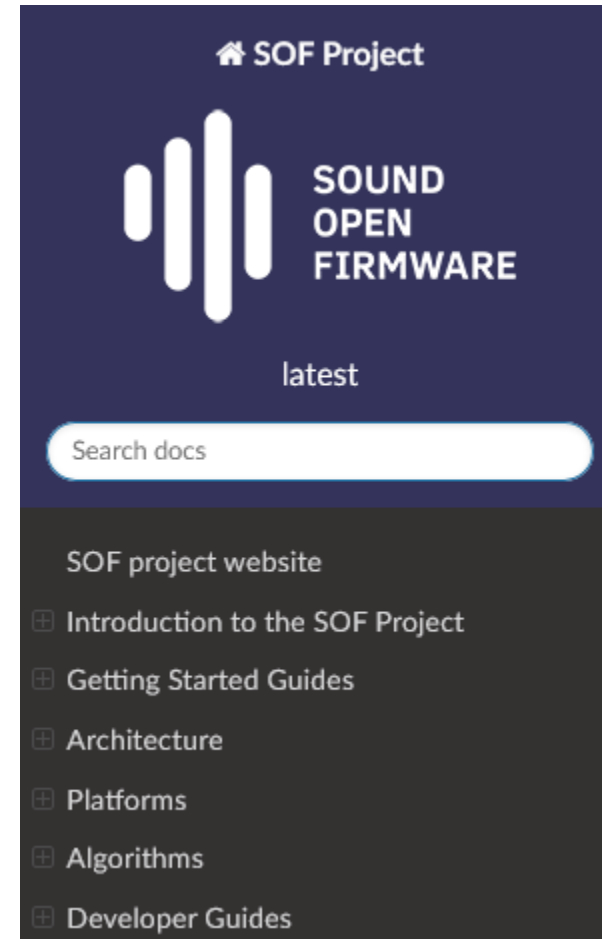 SOF Project
SOUND
OPEN
FIRMWARE
latest
Search docs
SOF project website
Introduction to the SOF Project
Getting Started Guides
Architecture
Platforms
Algorithms
Developer Guides